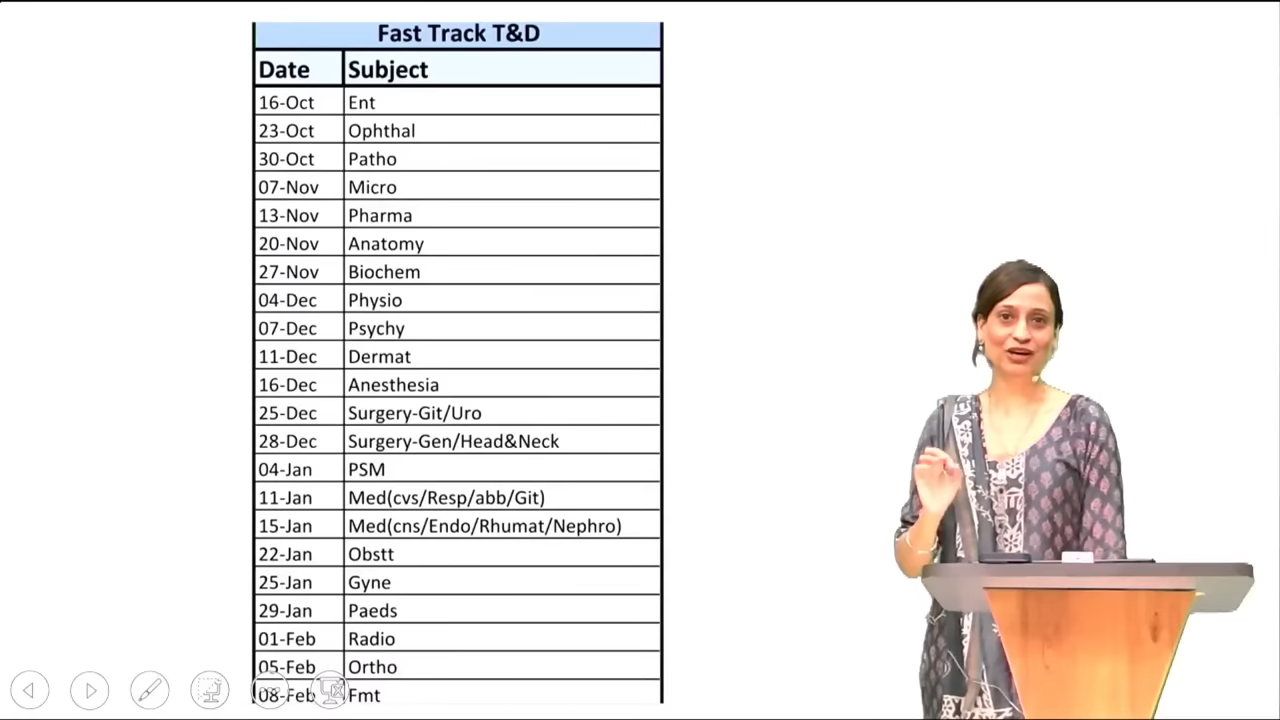 Fast Track T&D
Date Subject
16-Oct Ent
23-Oct Ophthal
30-Oct Patho
07-Nov Micro
13-Nov Pharma
20-Nov Anatomy
27-Nov Biochem
04-Dec Physio
07-Dec Psychy
11-Dec Dermat
16-Dec Anesthesia
25-Dec Surgery-Git/Uro
28-Dec Surgery-Gen/Head&Neck
04-Jan PSM
11-Jan Med(cvs/Resp/abb/Git)
15-Jan Med(cns/Endo/Rhumat/Nephro)
22-Jan Obstt
25-Jan Gyne
29-Jan Paeds
01-Feb Radio
05-Feb Ortho
08-Feb Fmt